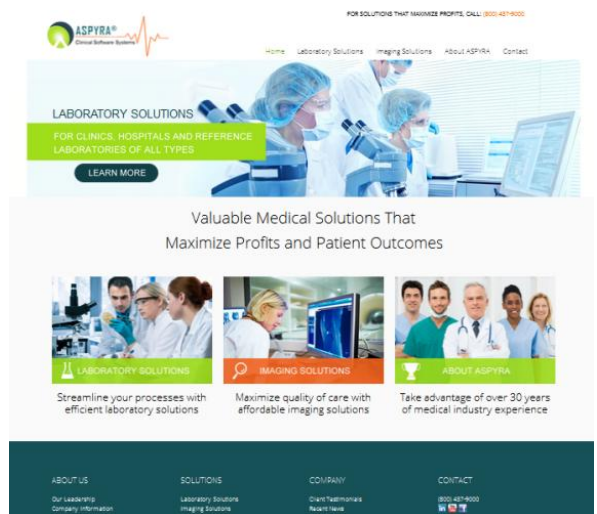 FOR SOLUTIONS THAT MAXIMIZE PROFITS, CALL: (800) 437-9000
ASPYRA®
Clinical Software Systems
Home Laboratory Solutions Imaging Solutions About ASPYRA Contact
LABORATORY SOLUTIONS
FOR CLINICS, HOSPITALS AND REFERENCE
LABORATORIES OF ALL TYPES
LEARN MORE
Valuable Medical Solutions That
Maximize Profits and Patient Outcomes
LABORATORY SOLUTIONS
IMAGING SOLUTIONS
ABOUT ASPYRA
Streamline your processes with
efficient laboratory solutions
Maximize quality of care with
affordable imaging solutions
Take advantage of over 30 years
of medical industry experience
ABOUT US
Our Leadership
Company Information
SOLUTIONS
Laboratory Solutions
Imaging Solutions
COMPANY
Client Testimonials
Recent News
CONTACT
(800) 437-9000